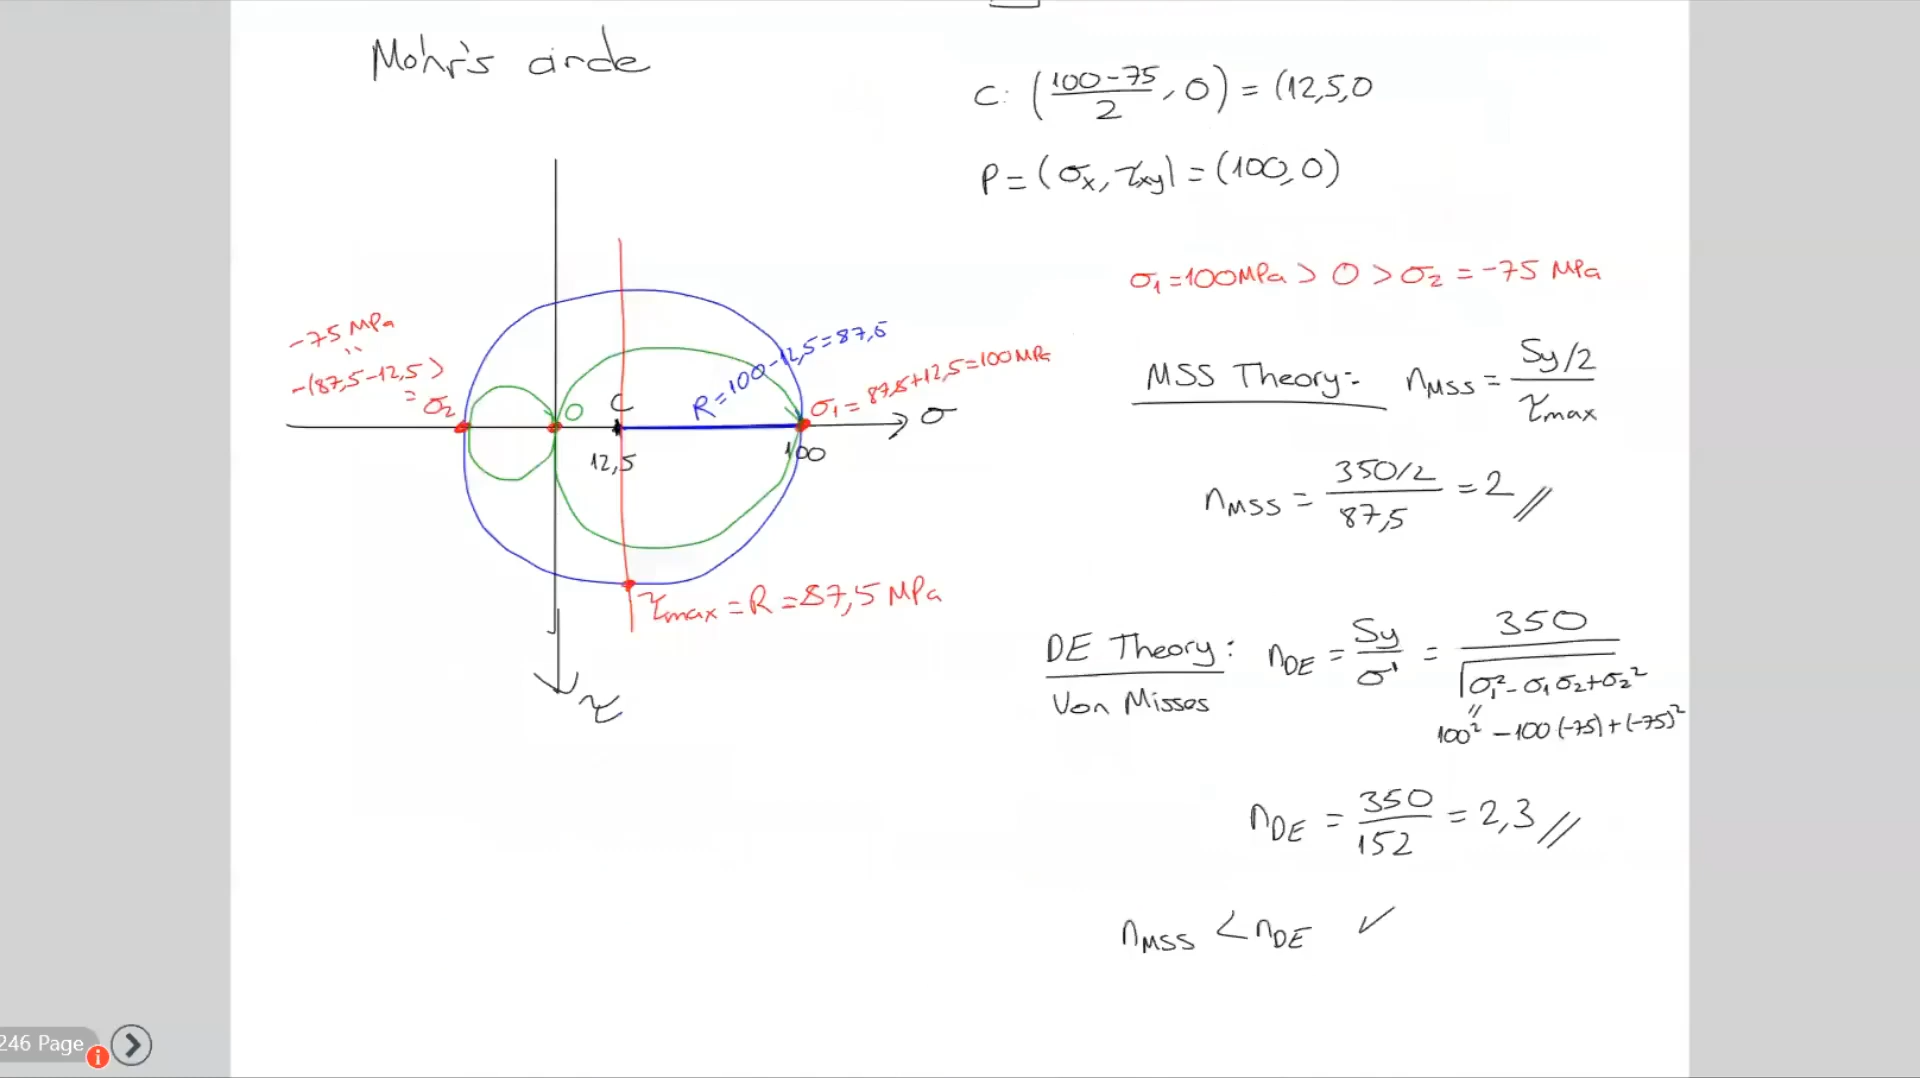 Mohr's circle
C: (100-75/2, 0) = (12,5,0
P = (σx, τxy) = (100,0)
σ1 = 100MPa > 0 > σ2 = -75 MPa
-75 MPa
"
-(87,5-12,5)
= σ2
O
C
R = 100-12,5 = 87,5
σ1 = 87,5+12,5 = 100MPa
σ
12,5
100
τmax = R = 87,5 MPa
τ
MSS Theory:- nMSS = Sy/2 / τmax
nMSS = 350/2 / 87,5 = 2 //
DE Theory: nDE = Sy/σ' = 350/√σ1²-σ1σ2+σ2²
Von Misses
"
100² - 100(-75)+(-75)²
nDE = 350/152 = 2,3 //
nMSS < nDE ✓
246 Page
i